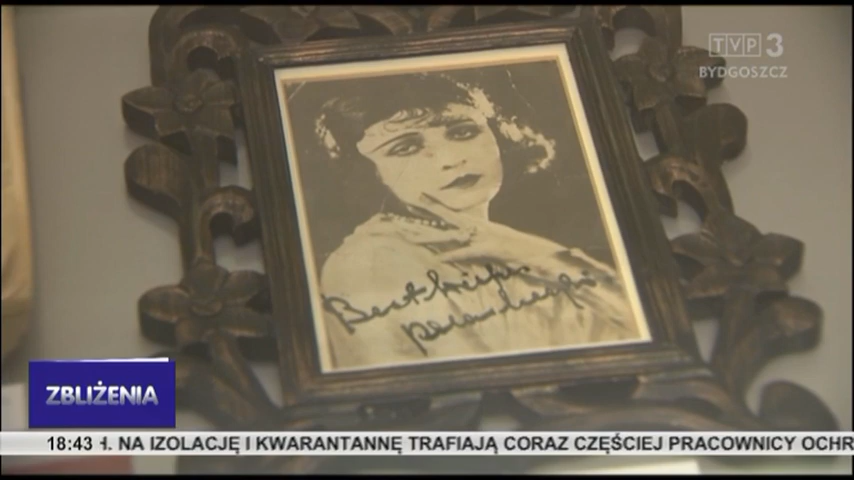 TVP3
BYDGOSZCZ
Best wishes
Pola Negri
ZBLIŻENIA
18:43 H. NA IZOLACJĘ I KWARANTANNĘ TRAFIAJĄ CORAZ CZĘŚCIEJ PRACOWNICY OCHR